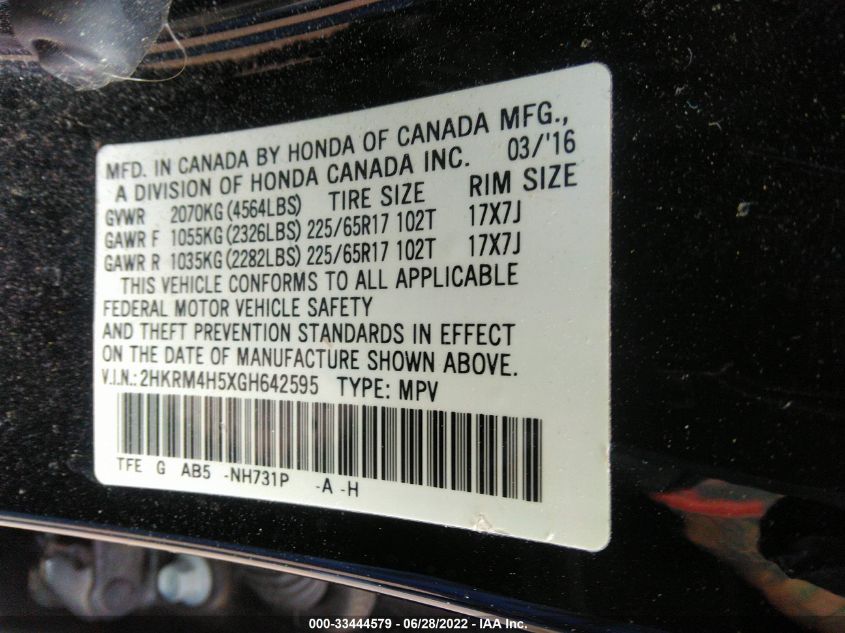 MFD. IN CANADA BY HONDA OF CANADA MFG.,
A DIVISION OF HONDA CANADA INC. 03/'16
GVWR 2070KG (4564LBS) TIRE SIZE RIM SIZE
GAWR F 1055KG (2326LBS) 225/65R17 102T 17X7J
GAWR R 1035KG (2282LBS) 225/65R17 102T 17X7J
THIS VEHICLE CONFORMS TO ALL APPLICABLE
FEDERAL MOTOR VEHICLE SAFETY
AND THEFT PREVENTION STANDARDS IN EFFECT
ON THE DATE OF MANUFACTURE SHOWN ABOVE.
V.I.N.: 2HKRM4H5XGH642595 TYPE: MPV
TFE G AB5 -NH731P -A -H
000-33444579 - 06/28/2022 - IAA Inc.